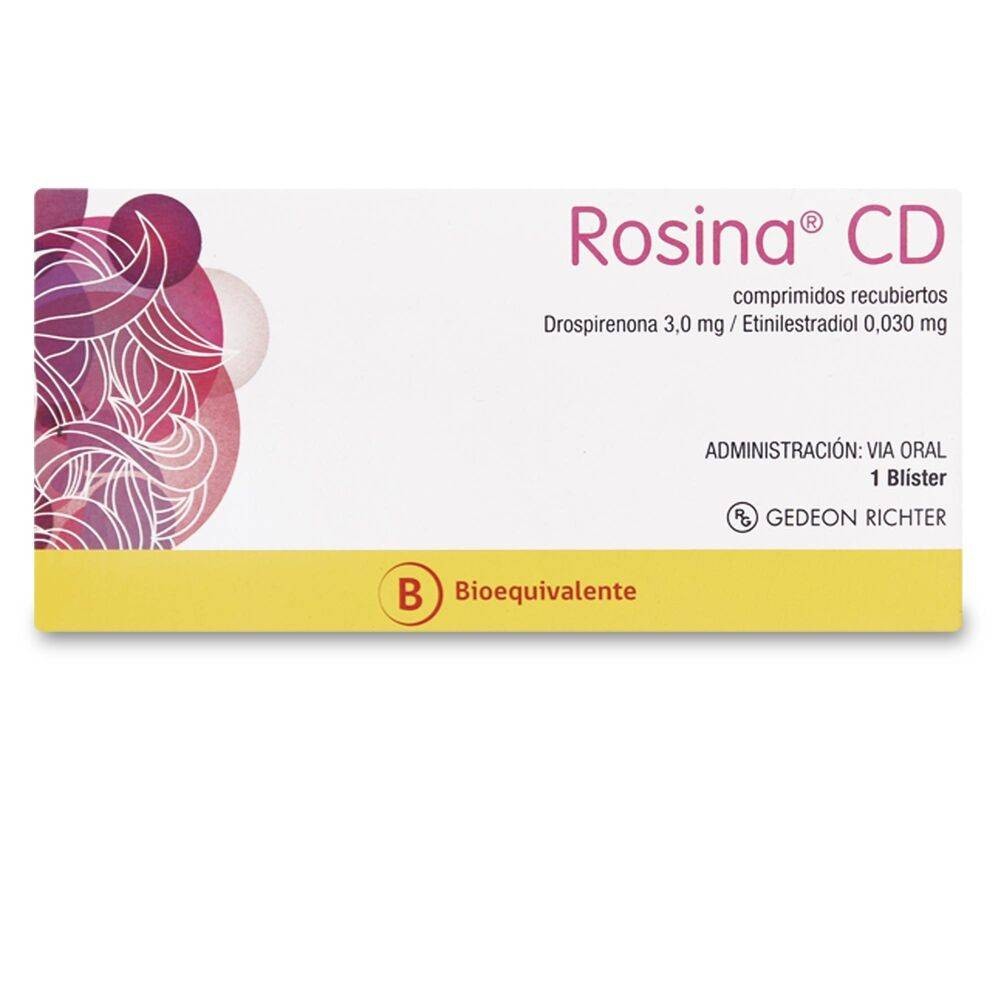 Rosina® CD
comprimidos recubiertos
Drospirenona 3,0 mg / Etinilestradiol 0,030 mg
ADMINISTRACIÓN: VIA ORAL
1 Blíster
RG GEDEON RICHTER
B Bioequivalente